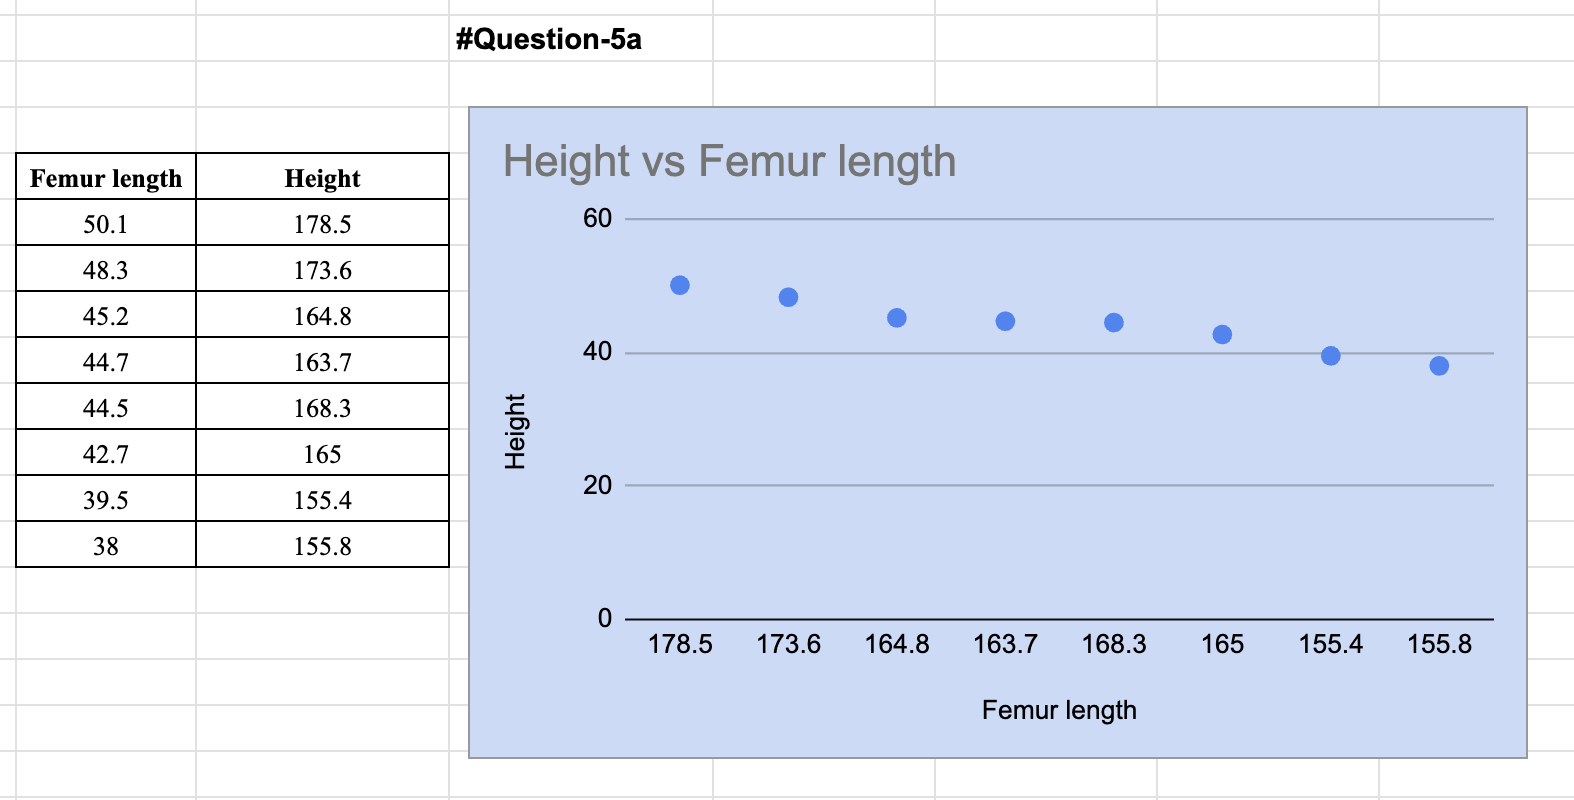 #Question-5a
Femur length Height
50.1 178.5
48.3 173.6
45.2 164.8
44.7 163.7
44.5 168.3
42.7 165
39.5 155.4
38 155.8
Height vs Femur length
60
40
20
0
Height
178.5 173.6 164.8 163.7 168.3 165 155.4 155.8
Femur length